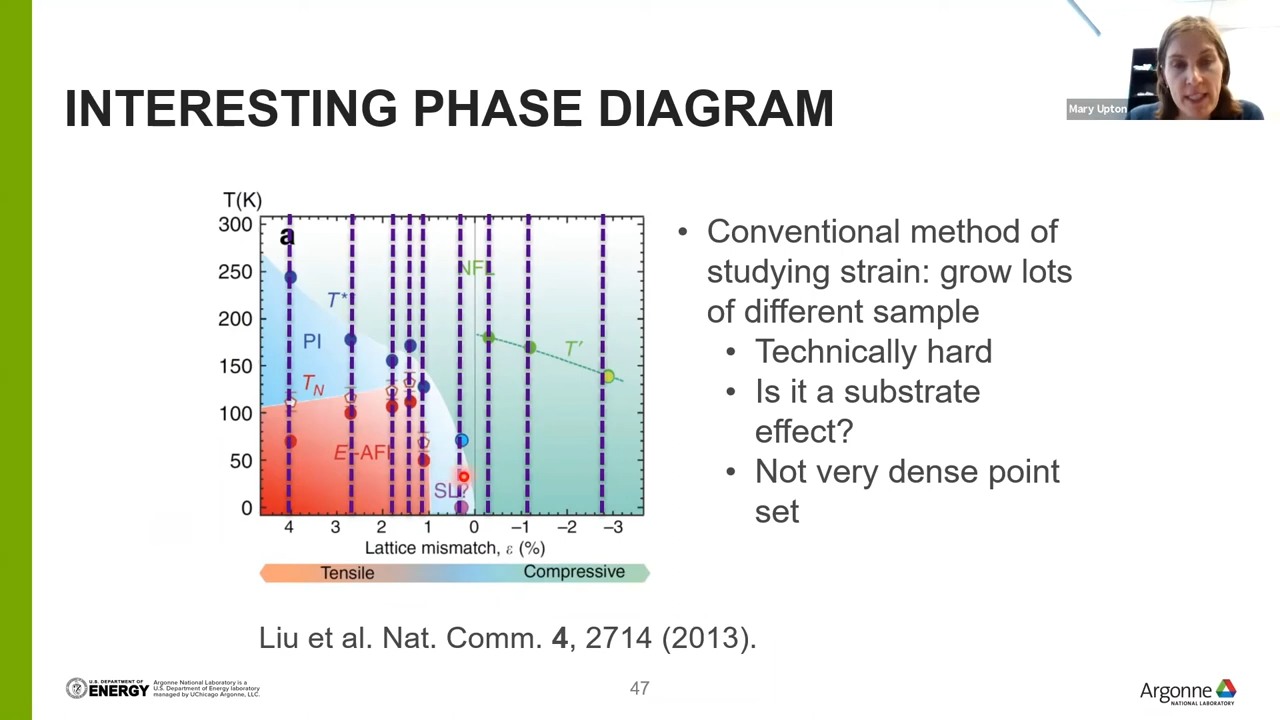 INTERESTING PHASE DIAGRAM
Mary Upton
T(K)
300
250
200
150
100
50
0
a
NFL
T*
PI
T′
T_N
E-AFI
SL?
4 3 2 1 0 −1 −2 −3
Lattice mismatch, ε (%)
Tensile Compressive
• Conventional method of
studying strain: grow lots
of different sample
• Technically hard
• Is it a substrate
effect?
• Not very dense point
set
Liu et al. Nat. Comm. 4, 2714 (2013).
U.S. DEPARTMENT OF
ENERGY
Argonne National Laboratory is a
U.S. Department of Energy laboratory
managed by UChicago Argonne, LLC.
47
Argonne
NATIONAL LABORATORY